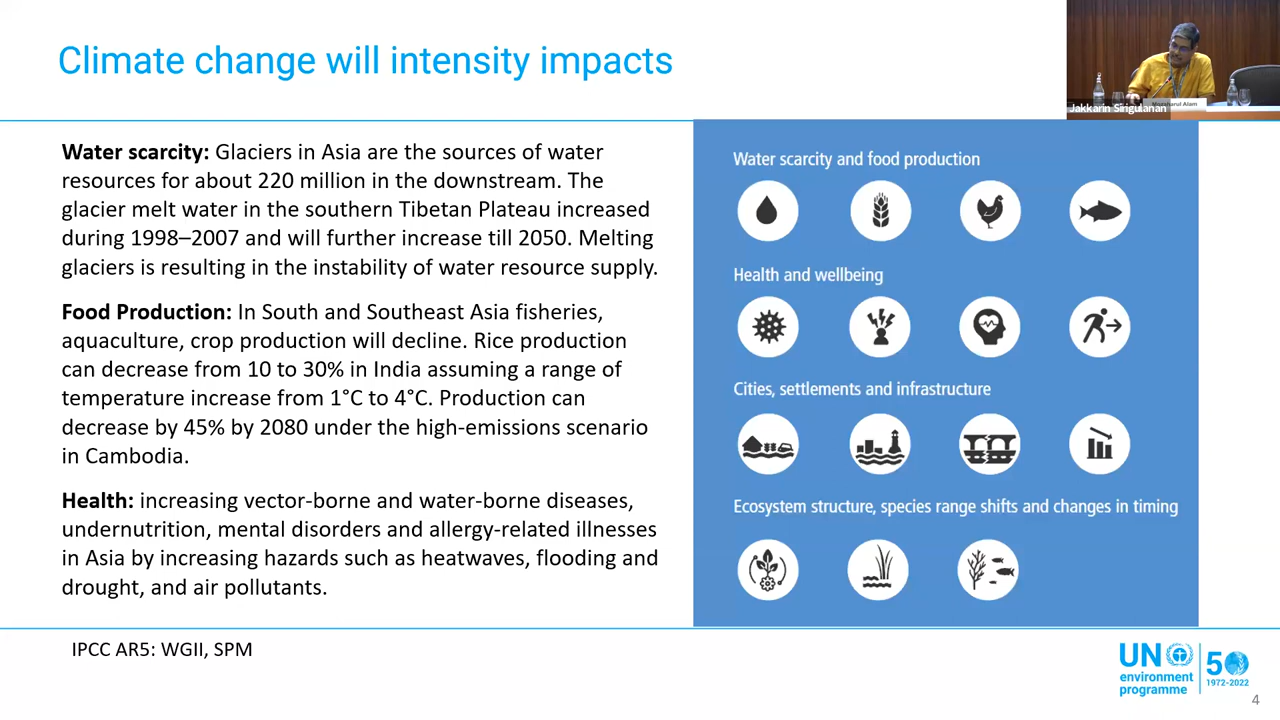 Climate change will intensity impacts
Jakkarin Sirigulanan
Mozaharul Alam
Water scarcity: Glaciers in Asia are the sources of water
resources for about 220 million in the downstream. The
glacier melt water in the southern Tibetan Plateau increased
during 1998–2007 and will further increase till 2050. Melting
glaciers is resulting in the instability of water resource supply.
Food Production: In South and Southeast Asia fisheries,
aquaculture, crop production will decline. Rice production
can decrease from 10 to 30% in India assuming a range of
temperature increase from 1°C to 4°C. Production can
decrease by 45% by 2080 under the high-emissions scenario
in Cambodia.
Health: increasing vector-borne and water-borne diseases,
undernutrition, mental disorders and allergy-related illnesses
in Asia by increasing hazards such as heatwaves, flooding and
drought, and air pollutants.
Water scarcity and food production
Health and wellbeing
Cities, settlements and infrastructure
Ecosystem structure, species range shifts and changes in timing
IPCC AR5: WGII, SPM
UN
environment
programme
50
1972-2022
4